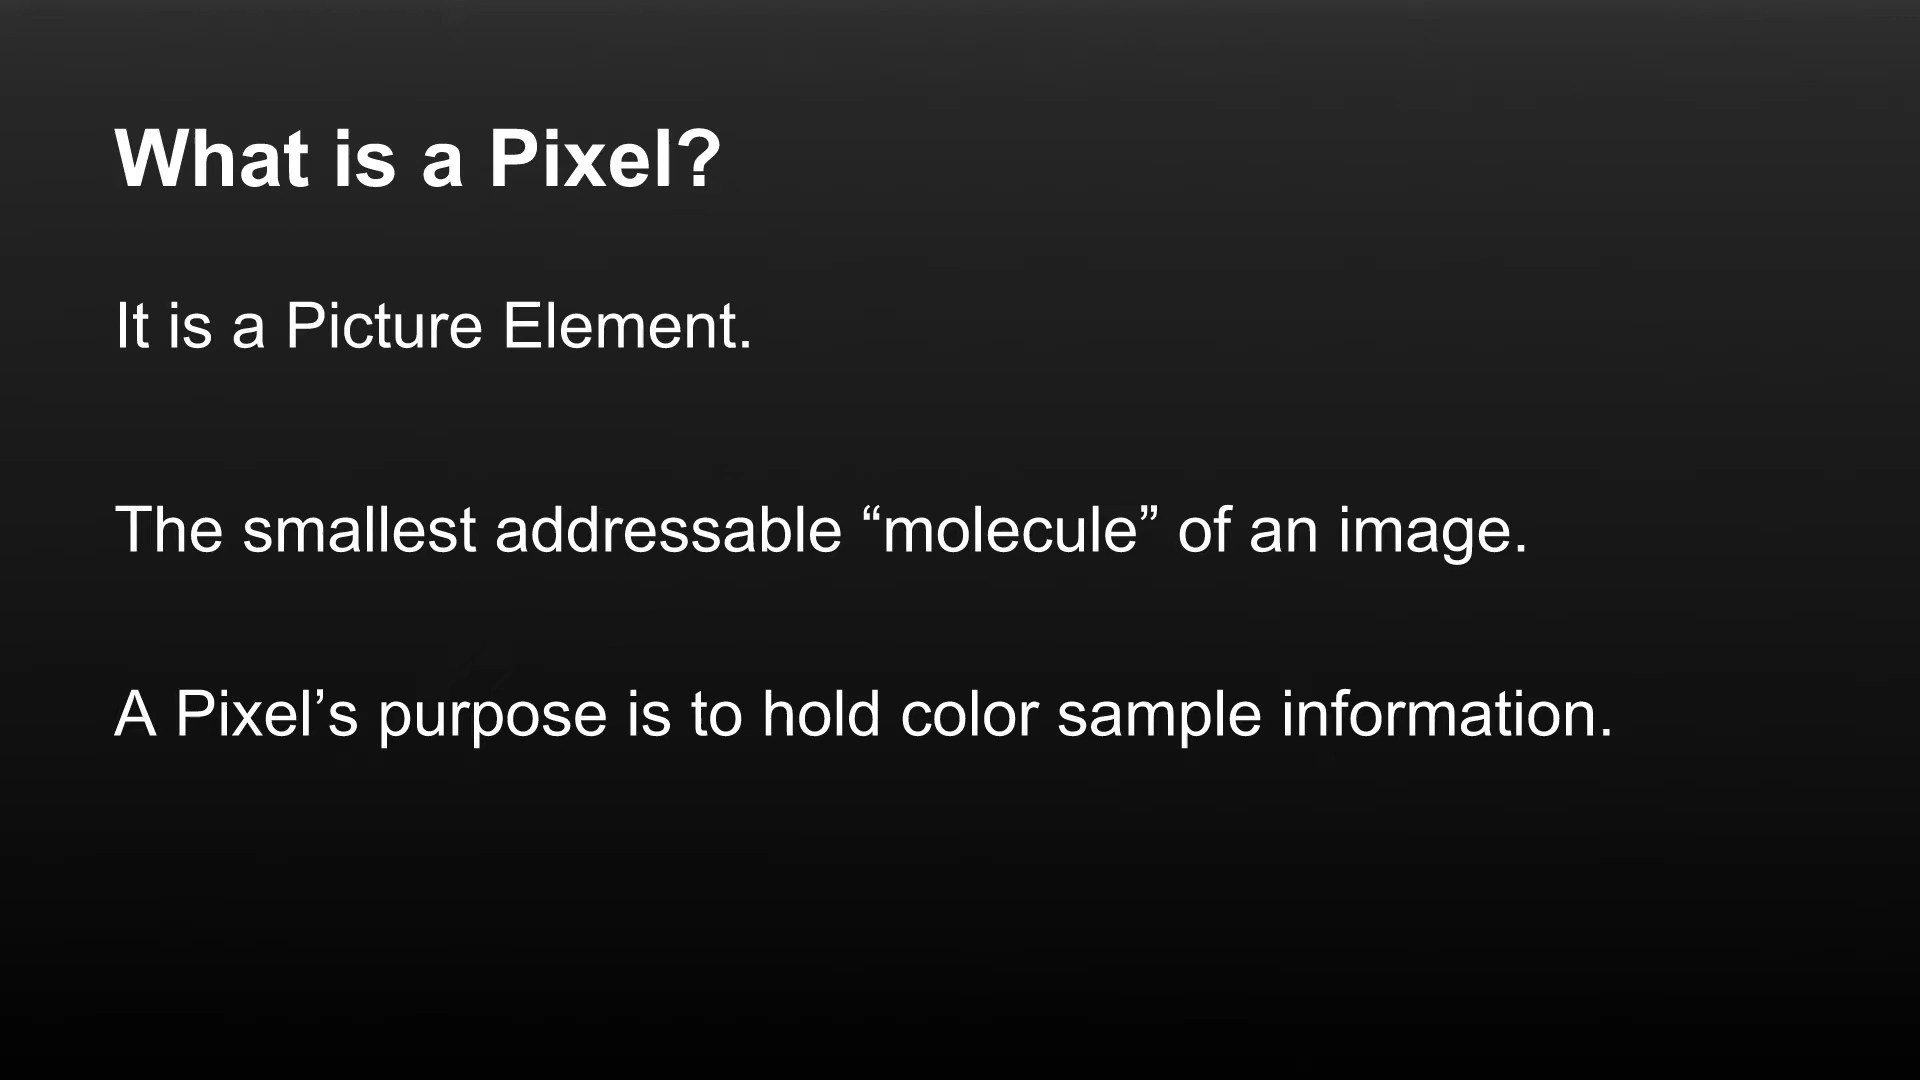 What is a Pixel?
It is a Picture Element.
The smallest addressable “molecule” of an image.
A Pixel’s purpose is to hold color sample information.